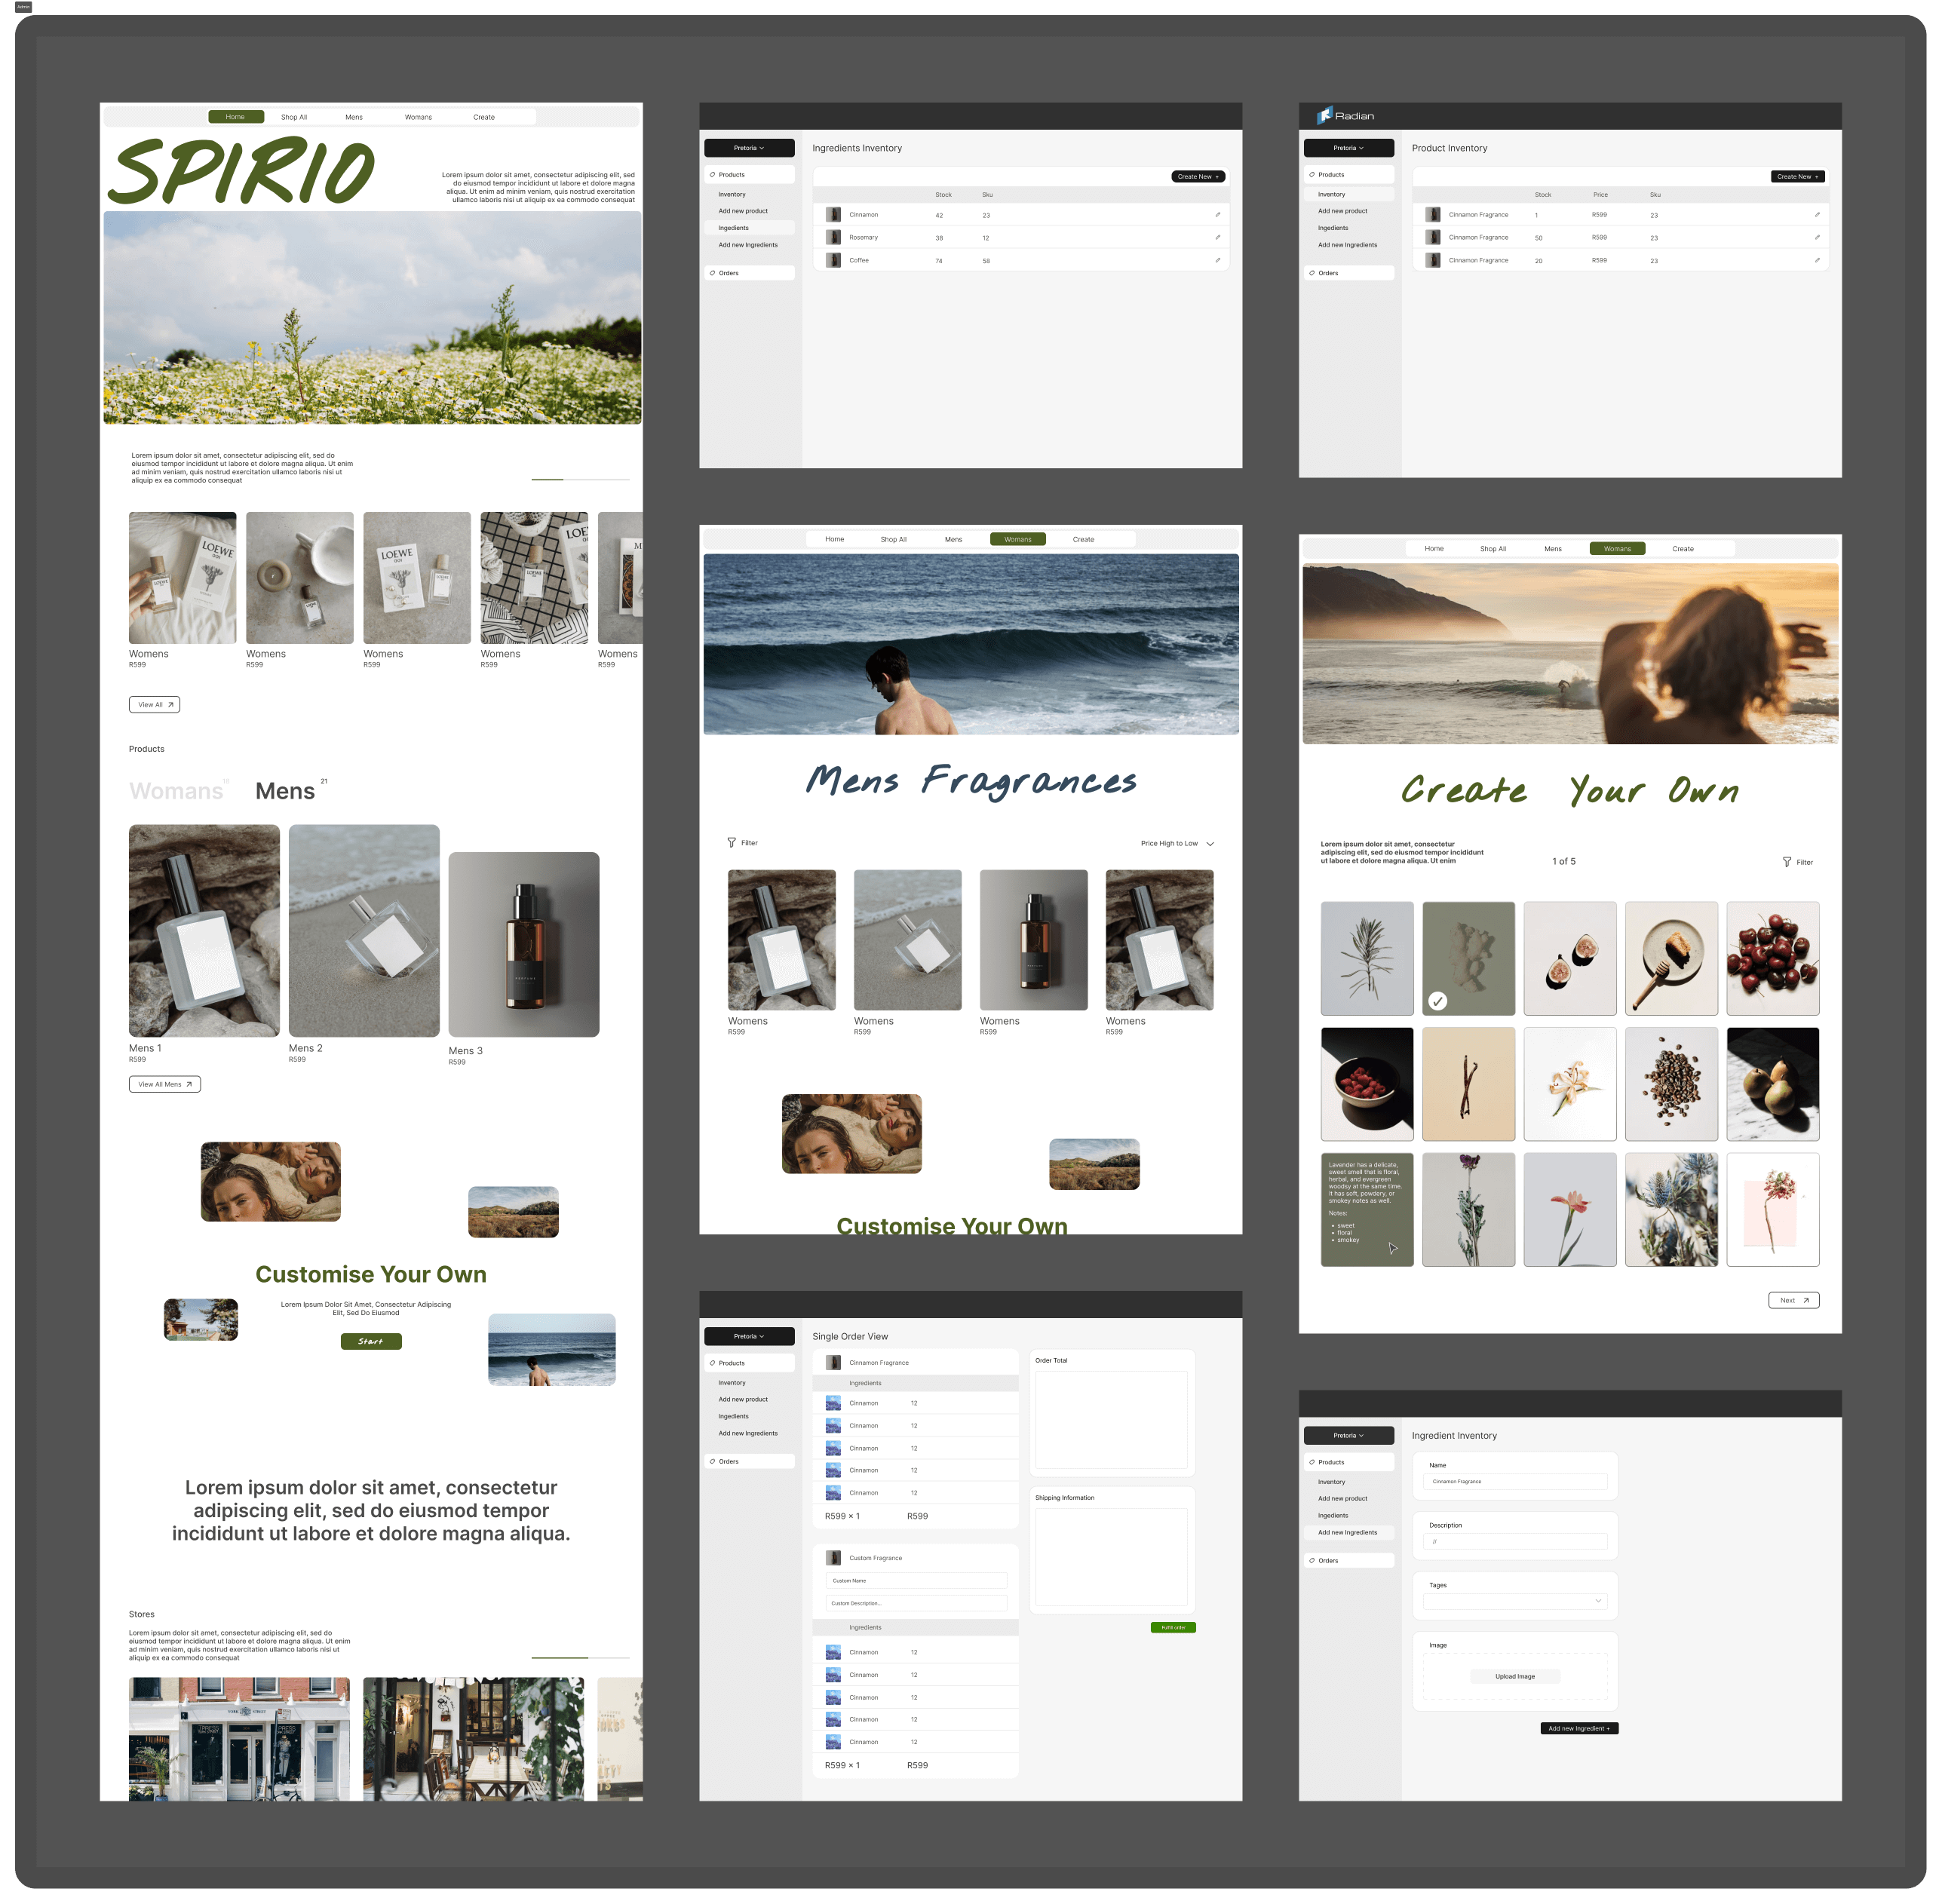 Admin
Home Shop All Mens Womans Create
SPIRIO
Lorem ipsum dolor sit amet, consectetur adipiscing elit, sed
do eiusmod tempor incididunt ut labore et dolore magna
aliqua. Ut enim ad minim veniam, quis nostrud exercitation
ullamco laboris nisi ut aliquip ex ea commodo consequat
Lorem ipsum dolor sit amet, consectetur adipiscing elit, sed do
eiusmod tempor incididunt ut labore et dolore magna aliqua. Ut enim
ad minim veniam, quis nostrud exercitation ullamco laboris nisi ut
aliquip ex ea commodo consequat
LOEWE
LOEWE
LOE
Womens Womens Womens Womens Womens
R599 R599 R599 R599 R599
View All
Products
Womans Mens 21
Mens 1 Mens 2 Mens 3
R599 R599 R599
View All Mens
Customise Your Own
Lorem Ipsum Dolor Sit Amet, Consectetur Adipiscing
Elit, Sed Do Eiusmod
Start
Lorem ipsum dolor sit amet, consectetur
adipiscing elit, sed do eiusmod tempor
incididunt ut labore et dolore magna aliqua.
Stores
Lorem ipsum dolor sit amet, consectetur adipiscing elit, sed do
eiusmod tempor incididunt ut labore et dolore magna aliqua. Ut enim
ad minim veniam, quis nostrud exercitation ullamco laboris nisi ut
aliquip ex ea commodo consequat
Pretoria
Products
Inventory
Add new product
Ingedients
Add new Ingredients
Orders
Ingredients Inventory
Create New +
Stock Sku
Cinnamon 42 23
Rosemary 38 12
Coffee 74 58
Home Shop All Mens Womans Create
Mens Fragrances
Filter Price High to Low
Womens Womens Womens Womens
R599 R599 R599 R599
Customise Your Own
Pretoria
Products
Inventory
Add new product
Ingedients
Add new Ingredients
Orders
Single Order View
Cinnamon Fragrance
Ingredients
Cinnamon 12
Cinnamon 12
Cinnamon 12
Cinnamon 12
Cinnamon 12
R599 × 1 R599
Custom Fragrance
Custom Name
Custom Description...
Ingredients
Cinnamon 12
Cinnamon 12
Cinnamon 12
Cinnamon 12
Cinnamon 12
R599 × 1 R599
Order Total
Shipping Information
Fulfill order
Radian
Pretoria
Products
Inventory
Add new product
Ingedients
Add new Ingredients
Orders
Product Inventory
Create New +
Stock Price Sku
Cinnamon Fragrance 1 R599 23
Cinnamon Fragrance 50 R599 23
Cinnamon Fragrance 20 R599 23
Home Shop All Mens Womans Create
Create Your Own
Lorem ipsum dolor sit amet, consectetur
adipiscing elit, sed do eiusmod tempor incididunt
ut labore et dolore magna aliqua. Ut enim
1 of 5
Filter
Lavender has a delicate,
sweet smell that is floral,
herbal, and evergreen
woodsy at the same time.
It has soft, powdery, or
smokey notes as well.
Notes:
• sweet
• floral
• smokey
Next
Pretoria
Products
Inventory
Add new product
Ingedients
Add new Ingredients
Orders
Ingredient Inventory
Name
Cinnamon Fragrance
Description
//
Tages
Image
Upload Image
Add new Ingredient +